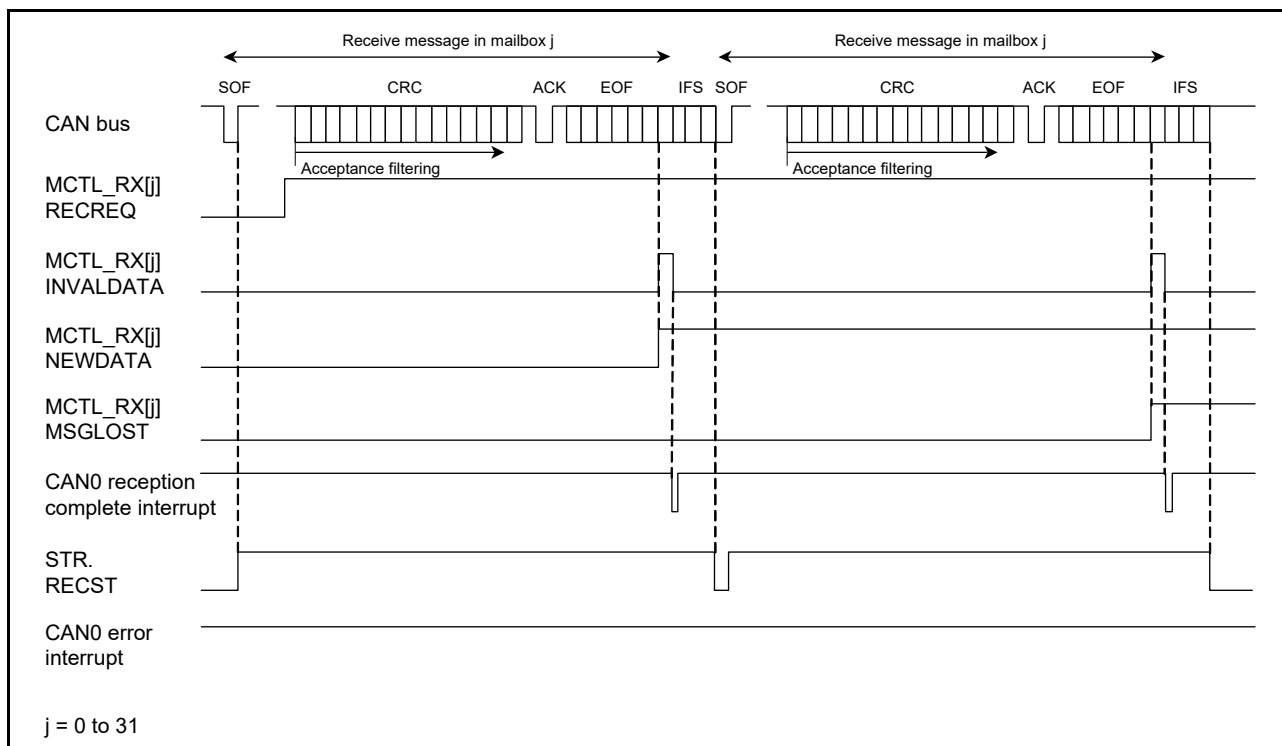 Receive message in mailbox j Receive message in mailbox j
SOF CRC ACK EOF IFS SOF CRC ACK EOF IFS
CAN bus
Acceptance filtering Acceptance filtering
MCTL_RX[j]
RECREQ
MCTL_RX[j]
INVALDATA
MCTL_RX[j]
NEWDATA
MCTL_RX[j]
MSGLOST
CAN0 reception
complete interrupt
STR.
RECST
CAN0 error
interrupt
j = 0 to 31